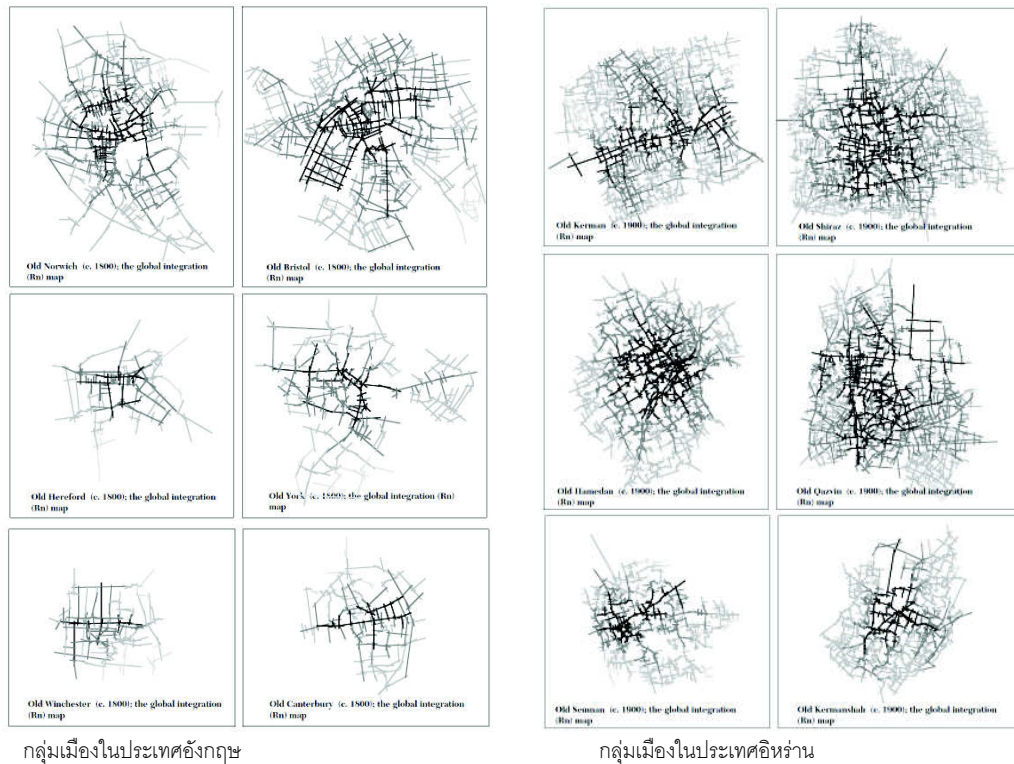 Old Norwich (c. 1800); the global integration
(Rn) map
Old Bristol (c. 1800); the global integration
(Rn) map
Old Hereford (c. 1800); the global integration
(Rn) map
Old York (c. 1800); the global integration (Rn)
map
Old Winchester (c. 1800); the global integration
(Rn) map
Old Canterbury (c. 1800); the global integration
(Rn) map
กลุ่มเมืองในประเทศอังกฤษ
Old Kerman (c. 1900); the global integration
(Rn) map
Old Shiraz (c. 1900); the global integration
(Rn) map
Old Hamedan (c. 1900); the global integration
(Rn) map
Old Qazvin (c. 1900); the global integration
(Rn) map
Old Semnan (c. 1900); the global integration
(Rn) map
Old Kermanshah (c. 1900); the global integration
(Rn) map
กลุ่มเมืองในประเทศอิหร่าน